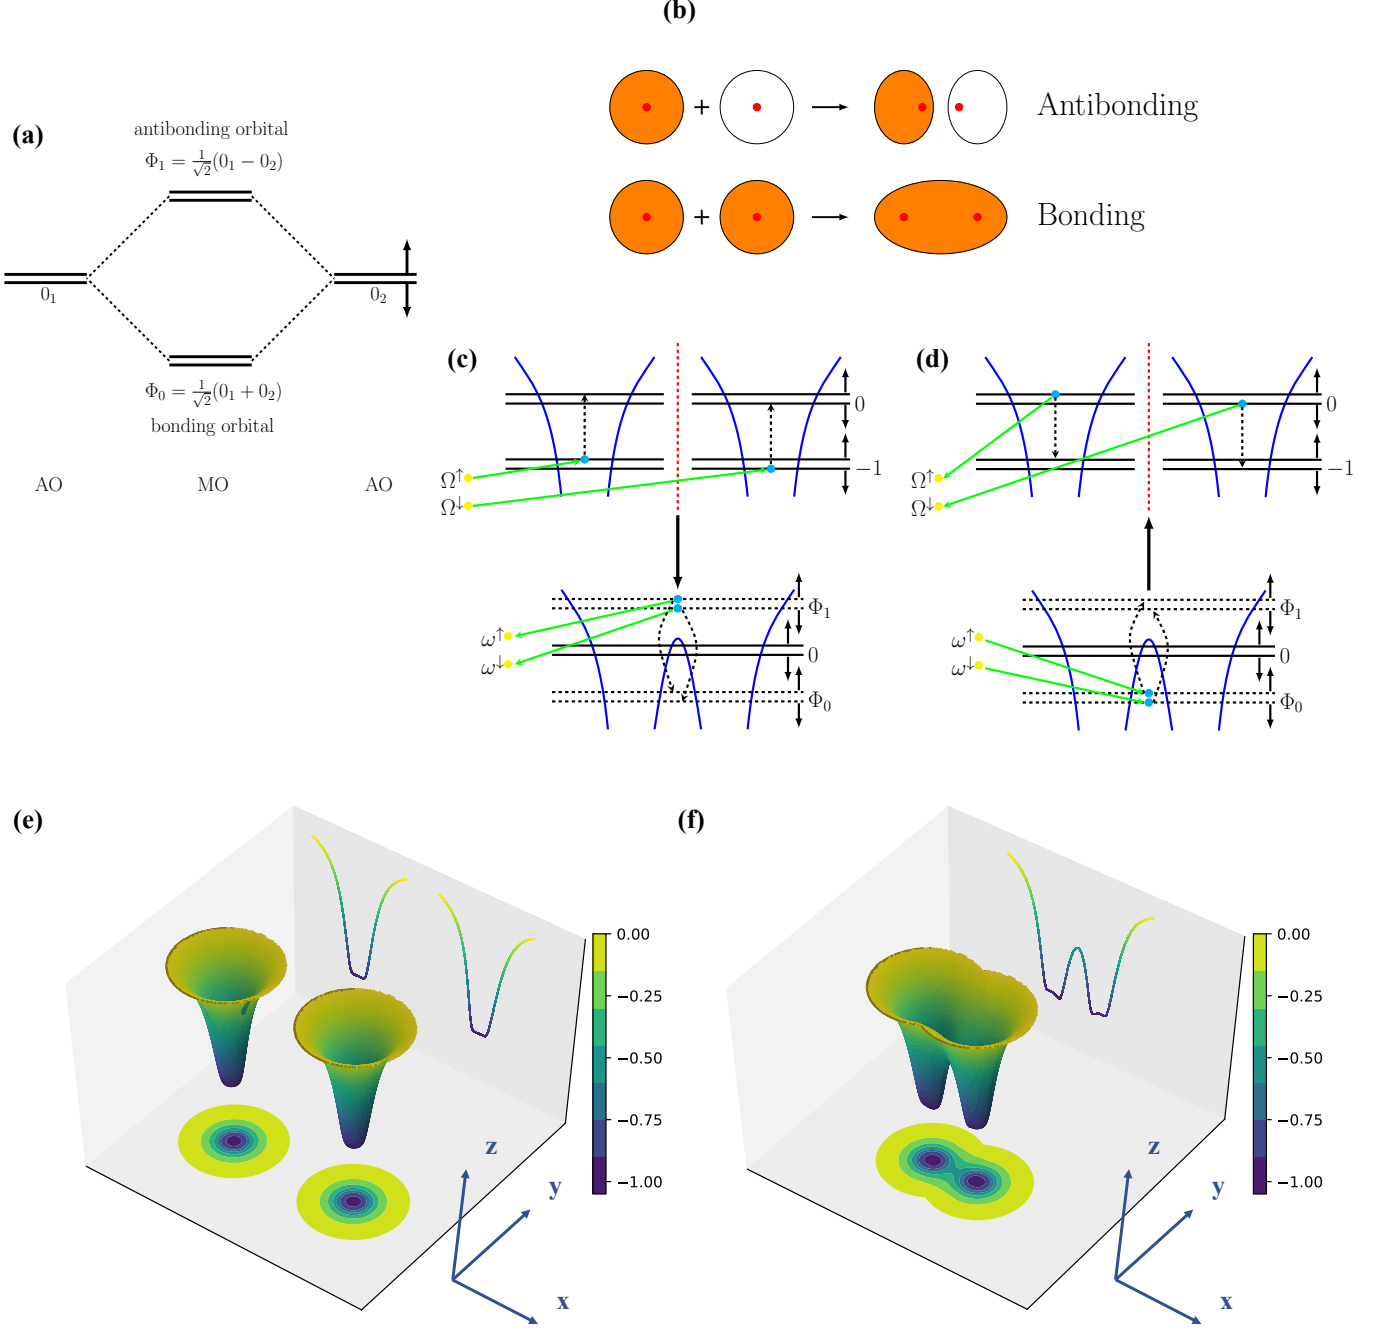 (b)
+
Antibonding
+
Bonding
(a)
antibonding orbital
Φ₁ = 1/√2(0₁ − 0₂)
0₁
0₂
Φ₀ = 1/√2(0₁ + 0₂)
bonding orbital
AO
MO
AO
(c)
0
−1
Ω↑
Ω↓
ω↑
ω↓
Φ₁
0
Φ₀
(d)
0
−1
Ω↑
Ω↓
ω↑
ω↓
Φ₁
0
Φ₀
(e)
0.00
−0.25
−0.50
−0.75
−1.00
z
y
x
(f)
0.00
−0.25
−0.50
−0.75
−1.00
z
y
x